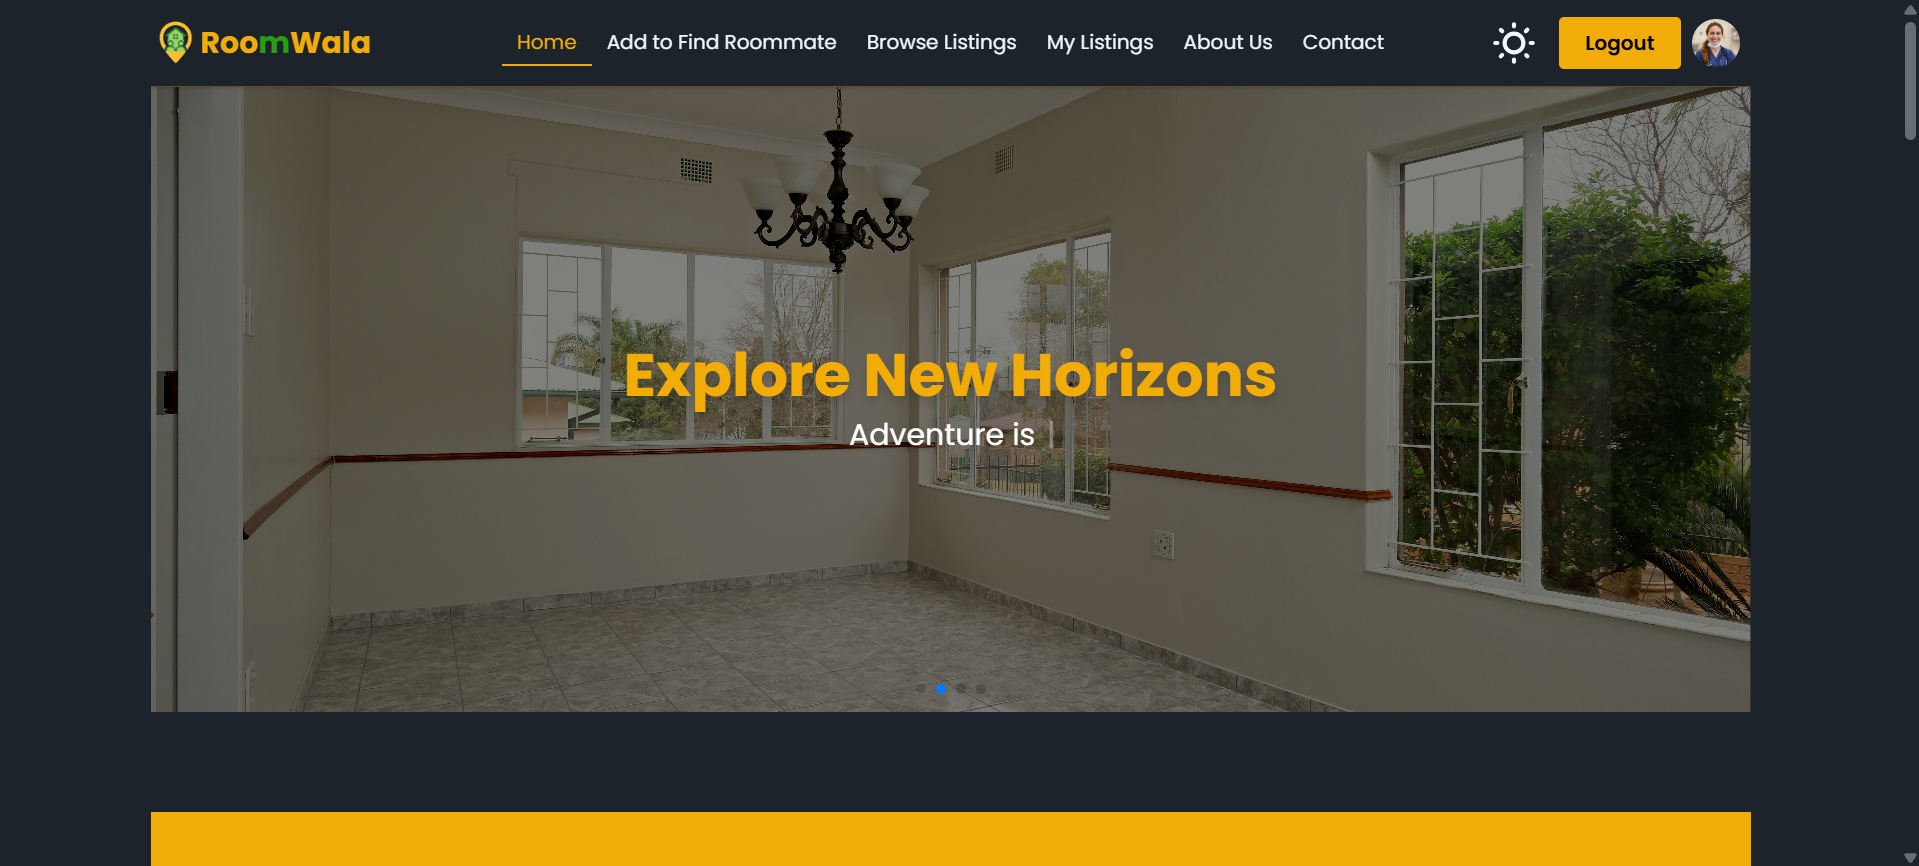 RoomWala
Home Add to Find Roommate Browse Listings My Listings About Us Contact
Logout
Explore New Horizons
Adventure is